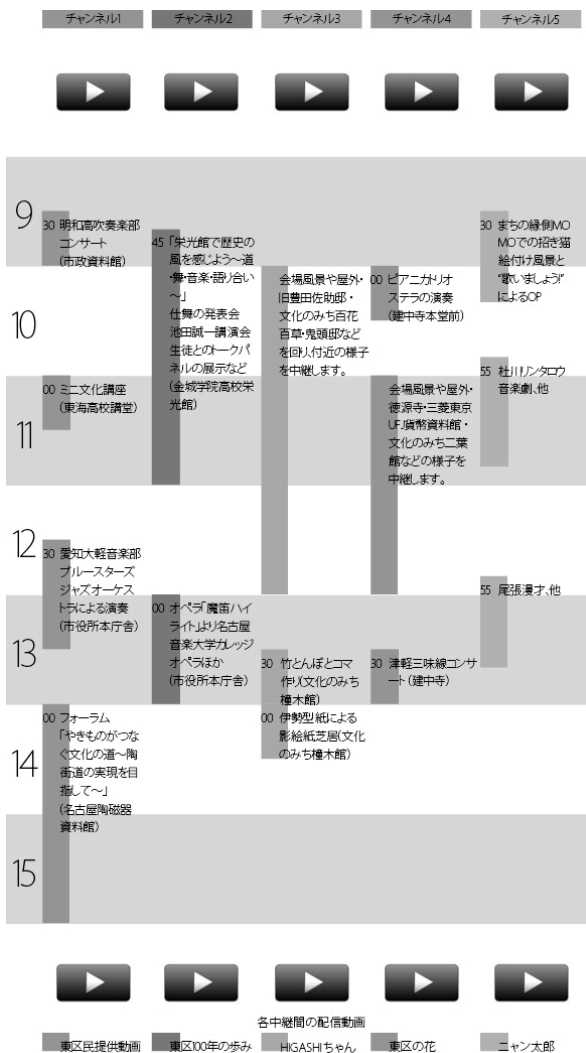 チャンネル1
チャンネル2
チャンネル3
チャンネル4
チャンネル5
9
30 明和高吹奏楽部
コンサート
(市政資料館)
45 「栄光館で歴史の
風を感じよう～道
・舞・音楽・語り合い
～」
仕舞の発表会
池田誠一講演会
生徒とのトークパ
ネルの展示など
(金城学院高校栄
光館)
会場風景や屋外・
旧豊田佐助邸・
文化のみち百花
百草・鬼頭邸など
を回り、付近の様子
を中継します。
00 ピアニカトリオ
ステラの演奏
(建中寺本堂前)
30 まちの縁側MO
MOでの招き猫
絵付け風景と
“歌いましょう!”
によるOP
10
00 ミニ文化講座
(東海高校講堂)
会場風景や屋外・
徳源寺・三菱東京
UFJ貨幣資料館・
文化のみち二葉
館などの様子を
中継します。
55 杜川リンタロウ
音楽劇、他
11
12
30 愛知大軽音楽部
ブルースターズ
ジャズオーケス
トラによる演奏
(市役所本庁舎)
00 オペラ「魔笛ハイ
ライト」より名古屋
音楽大学カレッジ
オペラほか
(市役所本庁舎)
55 尾張漫才、他
13
30 竹とんぼとコマ
作り(文化のみち
橦木館)
00 伊勢型紙による
影絵紙芝居(文化
のみち橦木館)
30 津軽三味線コンサ
ート(建中寺)
14
00 フォーラム
「やきものがつな
ぐ文化の道～陶
街道の実現を目
指して～」
(名古屋陶磁器
資料館)
15
各中継間の配信動画
東区民提供動画
東区100年の歩み
HIGASHIちゃん
東区の花
ニャン太郎